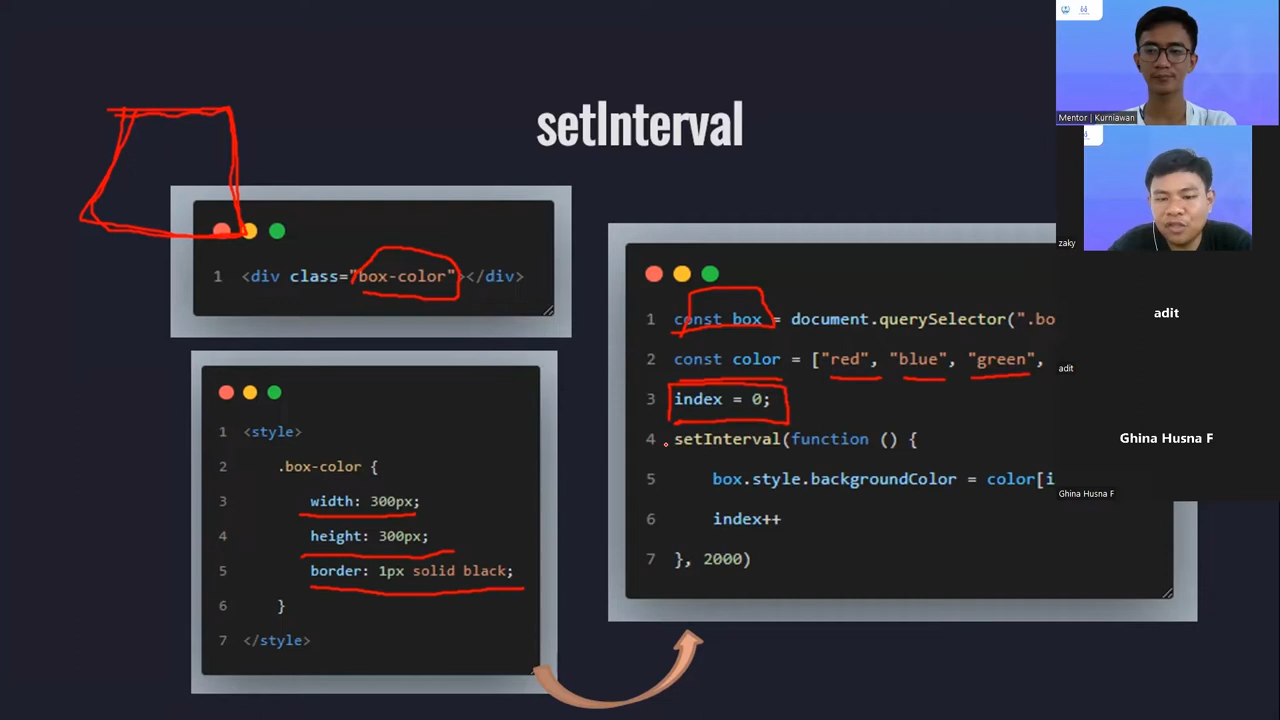 setInterval
1 <div class="box-color"></div>
1 <style>
2 .box-color {
3 width: 300px;
4 height: 300px;
5 border: 1px solid black;
6 }
7 </style>
1 const box = document.querySelector(".bo
2 const color = ["red", "blue", "green",
3 index = 0;
4 setInterval(function () {
5 box.style.backgroundColor = color[i
6 index++
7 }, 2000)
Mentor | Kurniawan
zaky
adit
adit
Ghina Husna F
Ghina Husna F